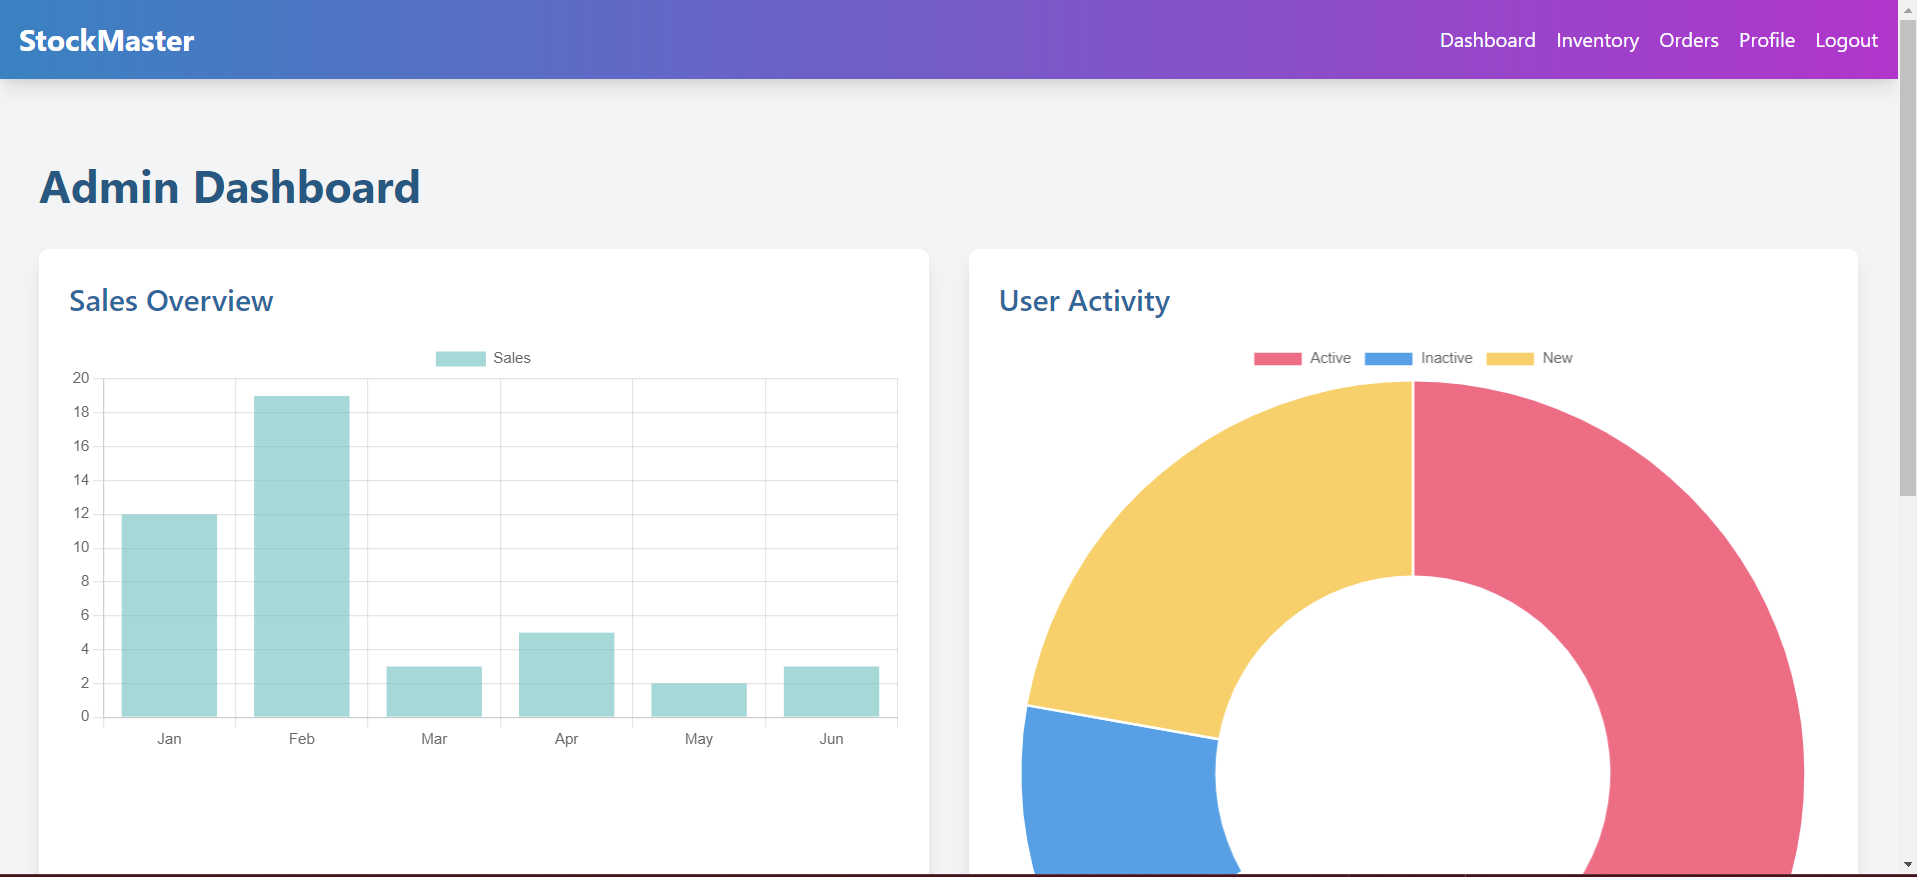 StockMaster
Dashboard Inventory Orders Profile Logout
Admin Dashboard
Sales Overview
Sales
20
18
16
14
12
10
8
6
4
2
0
Jan Feb Mar Apr May Jun
User Activity
Active Inactive New